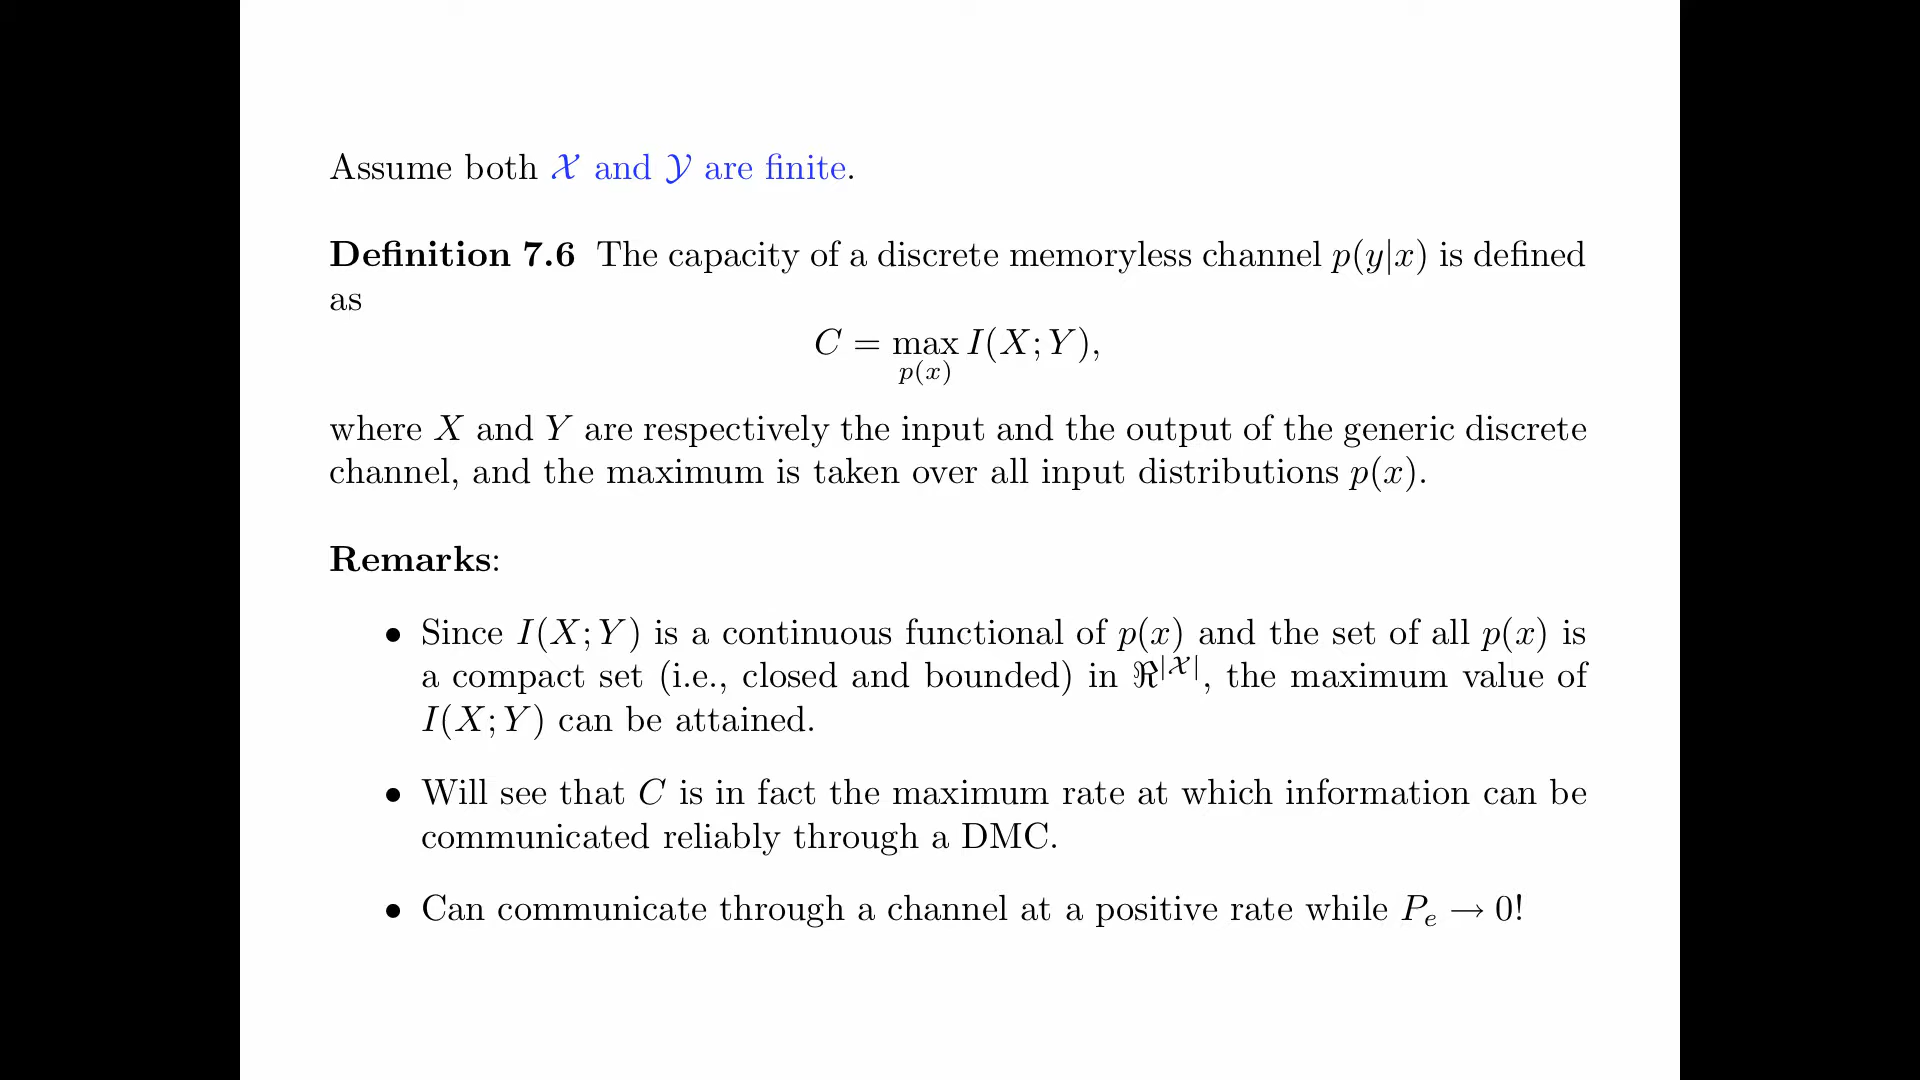 Assume both 𝒳 and 𝒴 are finite.
Definition 7.6 The capacity of a discrete memoryless channel p(y|x) is defined
as
C = max I(X; Y),
p(x)
where X and Y are respectively the input and the output of the generic discrete
channel, and the maximum is taken over all input distributions p(x).
Remarks:
• Since I(X; Y) is a continuous functional of p(x) and the set of all p(x) is
a compact set (i.e., closed and bounded) in ℜ^|𝒳|, the maximum value of
I(X; Y) can be attained.
• Will see that C is in fact the maximum rate at which information can be
communicated reliably through a DMC.
• Can communicate through a channel at a positive rate while Pₑ → 0!